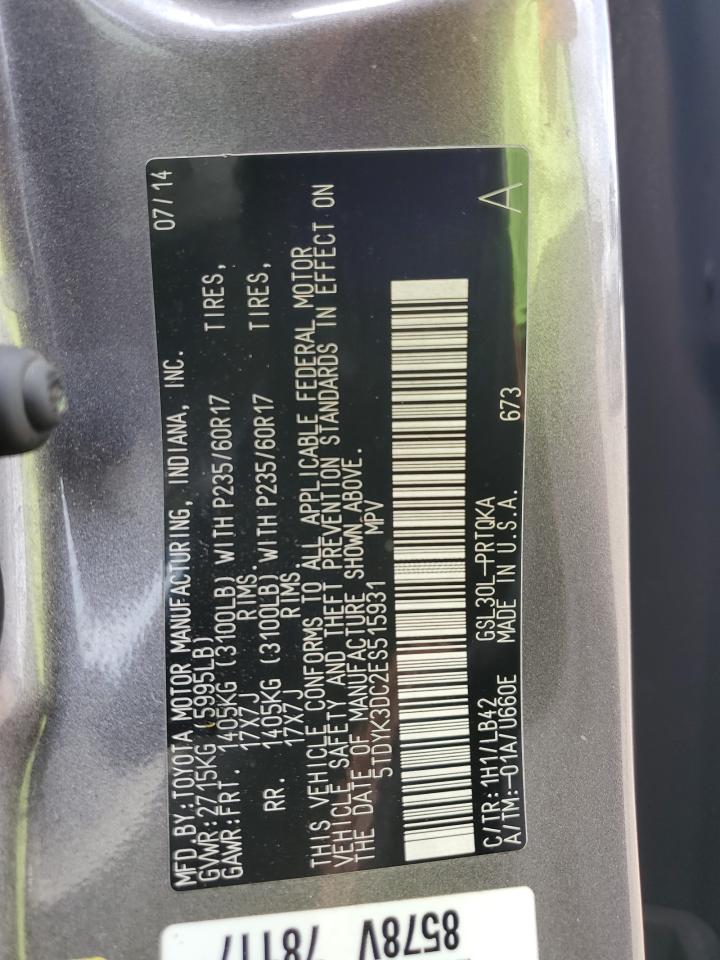 MFD.BY:TOYOTA MOTOR MANUFACTURING, INDIANA, INC. 07/14
GVWR:2715KG (5995LB)
GAWR:FRT. 1405KG (3100LB) WITH P235/60R17 TIRES,
17X7J RIMS
RR. 1405KG (3100LB) WITH P235/60R17 TIRES,
17X7J RIMS
THIS VEHICLE CONFORMS TO ALL APPLICABLE FEDERAL MOTOR
VEHICLE SAFETY AND THEFT PREVENTION STANDARDS IN EFFECT ON
THE DATE OF MANUFACTURE SHOWN ABOVE.
5TDYK3DC2ES515931 MPV
C/TR:1H1/LB42 GSL30L-PRTQKA A
A/TM:-01A/U660E MADE IN U.S.A. 673
8578V